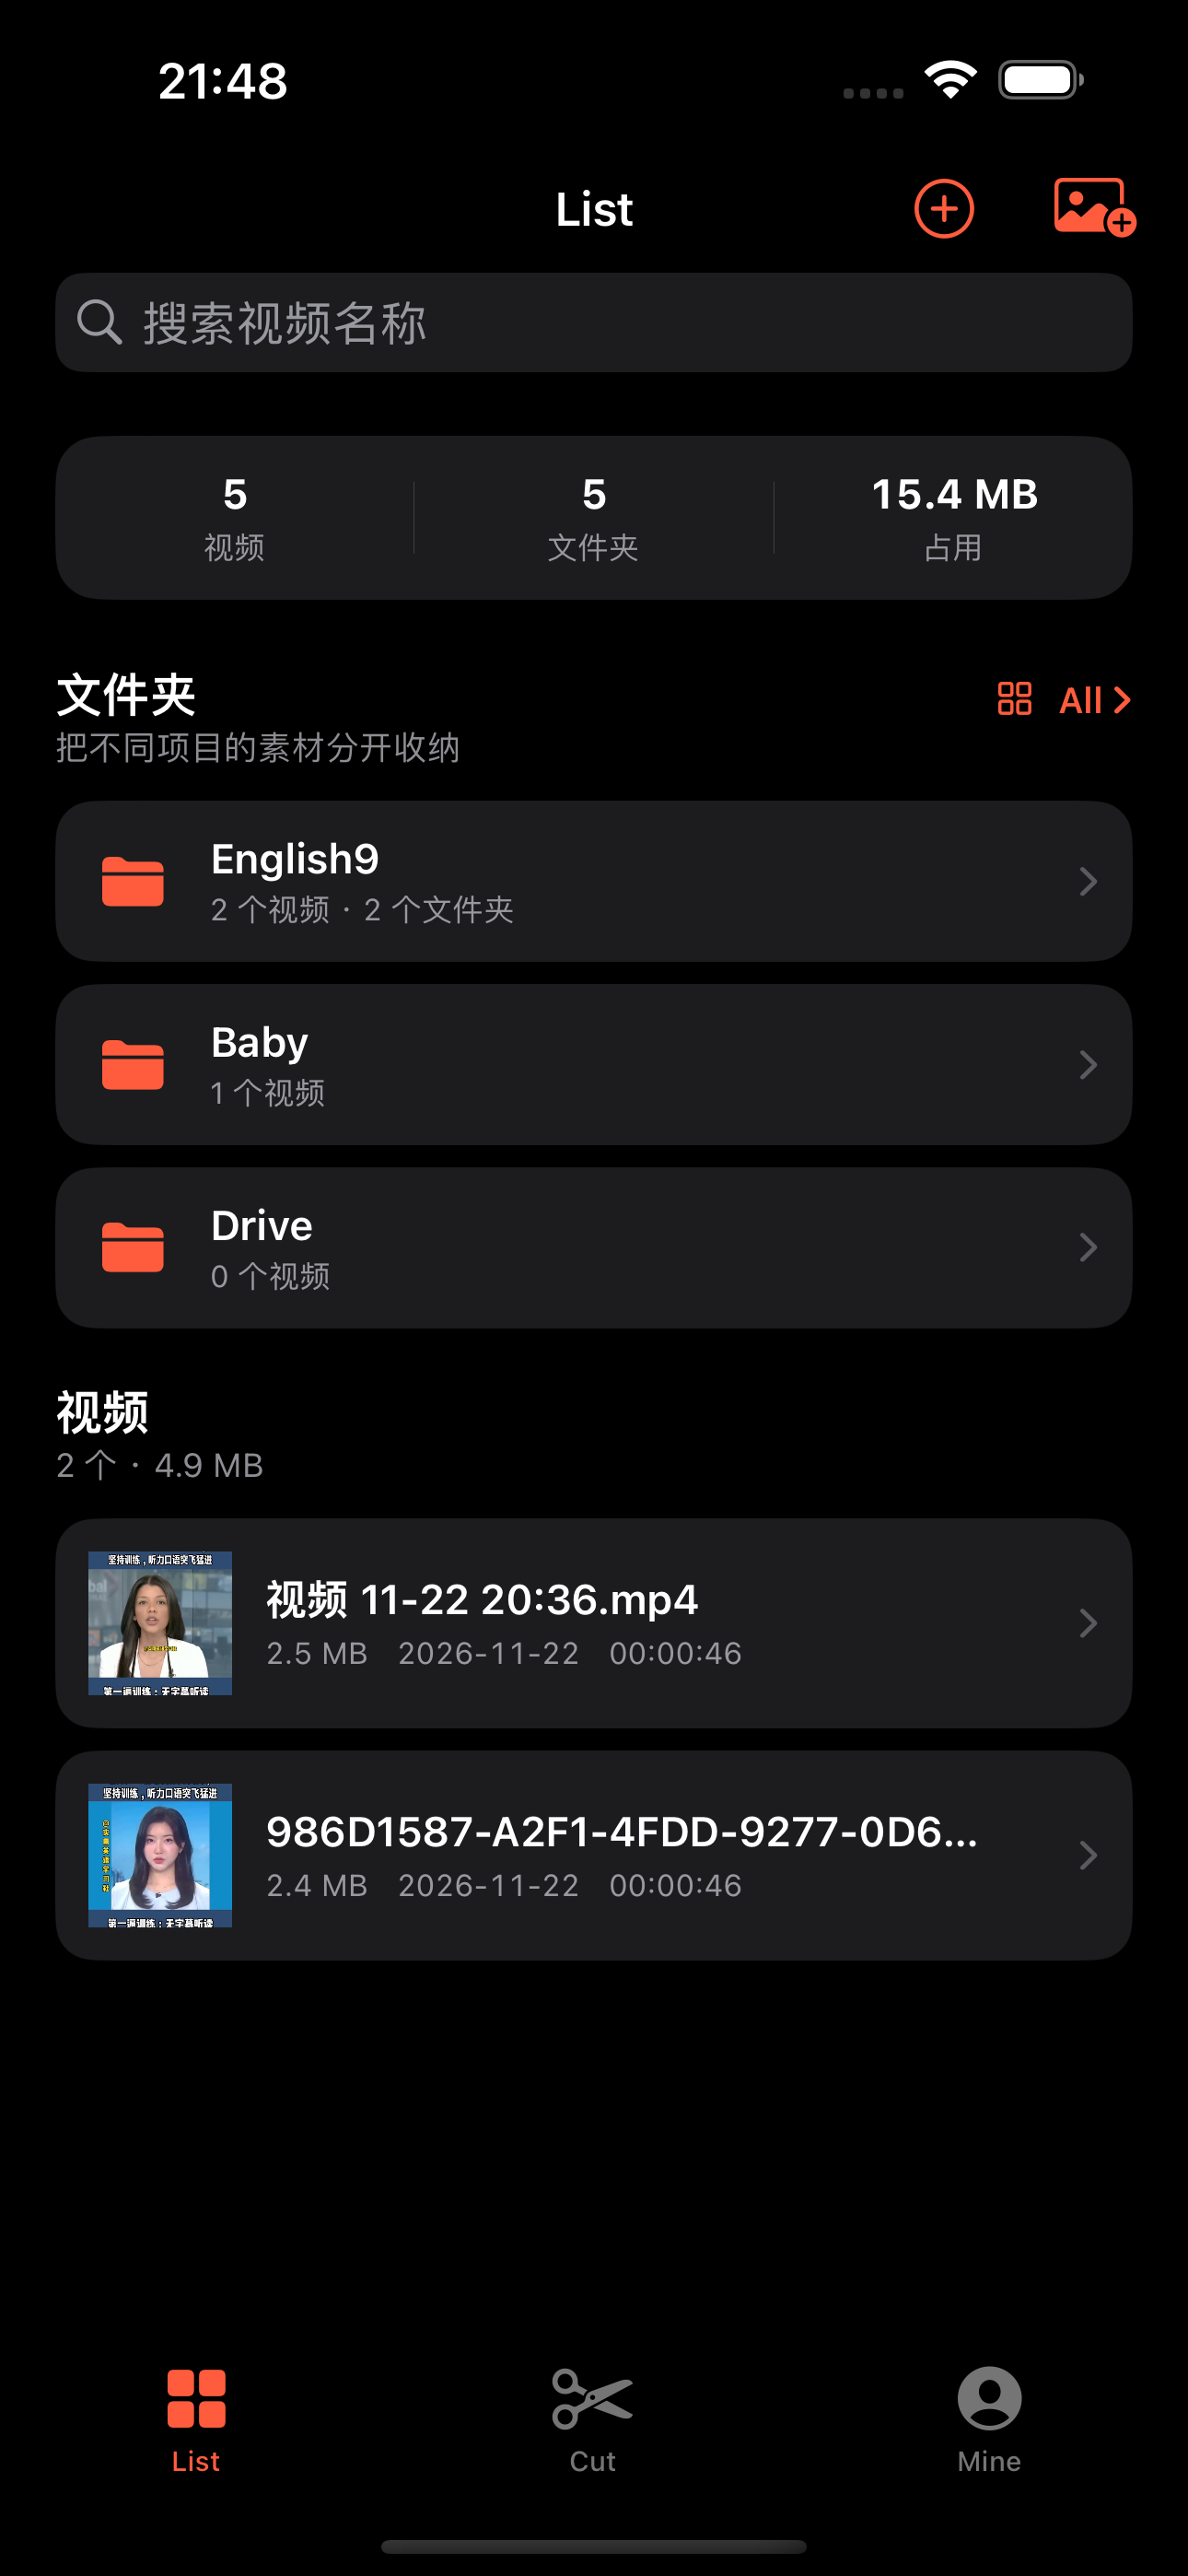 21:48
List
搜索视频名称
5
视频
5
文件夹
15.4 MB
占用
文件夹
All
把不同项目的素材分开收纳
English9
2 个视频 · 2 个文件夹
Baby
1 个视频
Drive
0 个视频
视频
2 个 · 4.9 MB
坚持训练，听力口语突飞猛进
第一遍训练：无字幕听读
视频 11-22 20:36.mp4
2.5 MB 2026-11-22 00:00:46
坚持训练，听力口语突飞猛进
第一遍训练：无字幕听读
986D1587-A2F1-4FDD-9277-0D6...
2.4 MB 2026-11-22 00:00:46
List
Cut
Mine